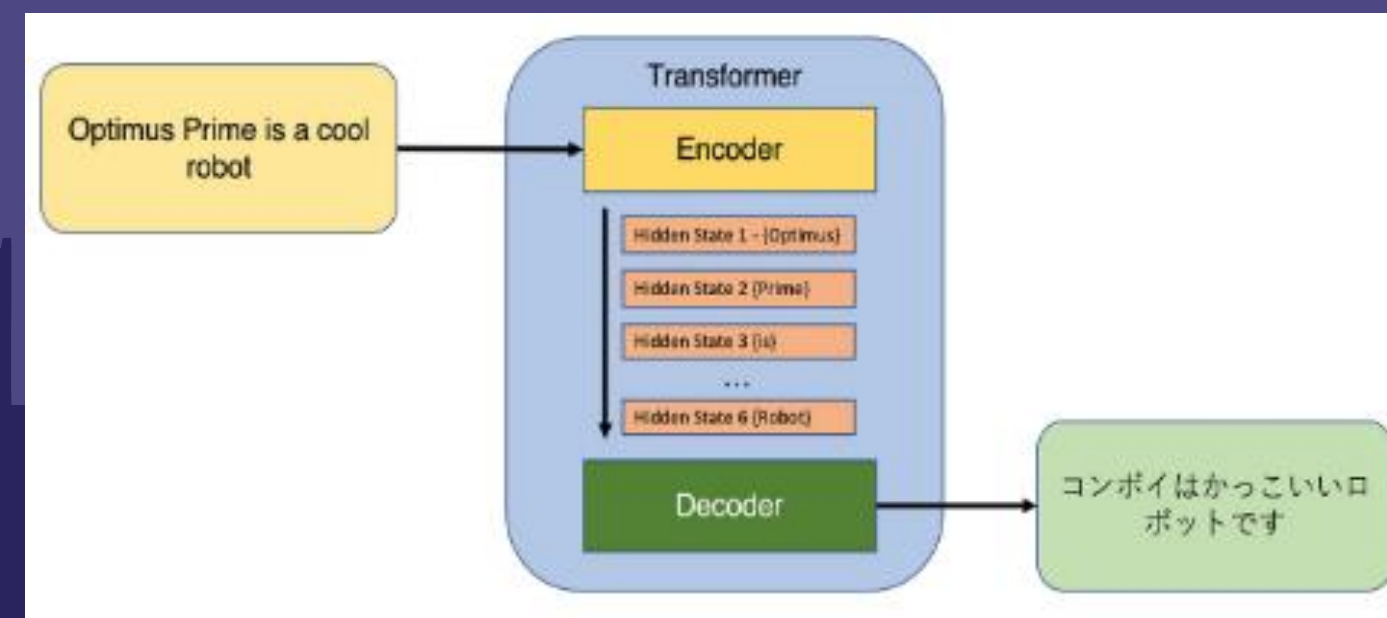 Optimus Prime is a cool
robot
Transformer
Encoder
Hidden State 1 - {Optimus}
Hidden State 2 {Prime}
Hidden State 3 {is}
...
Hidden State 6 {Robot}
Decoder
コンボイはかっこいいロ
ボットです